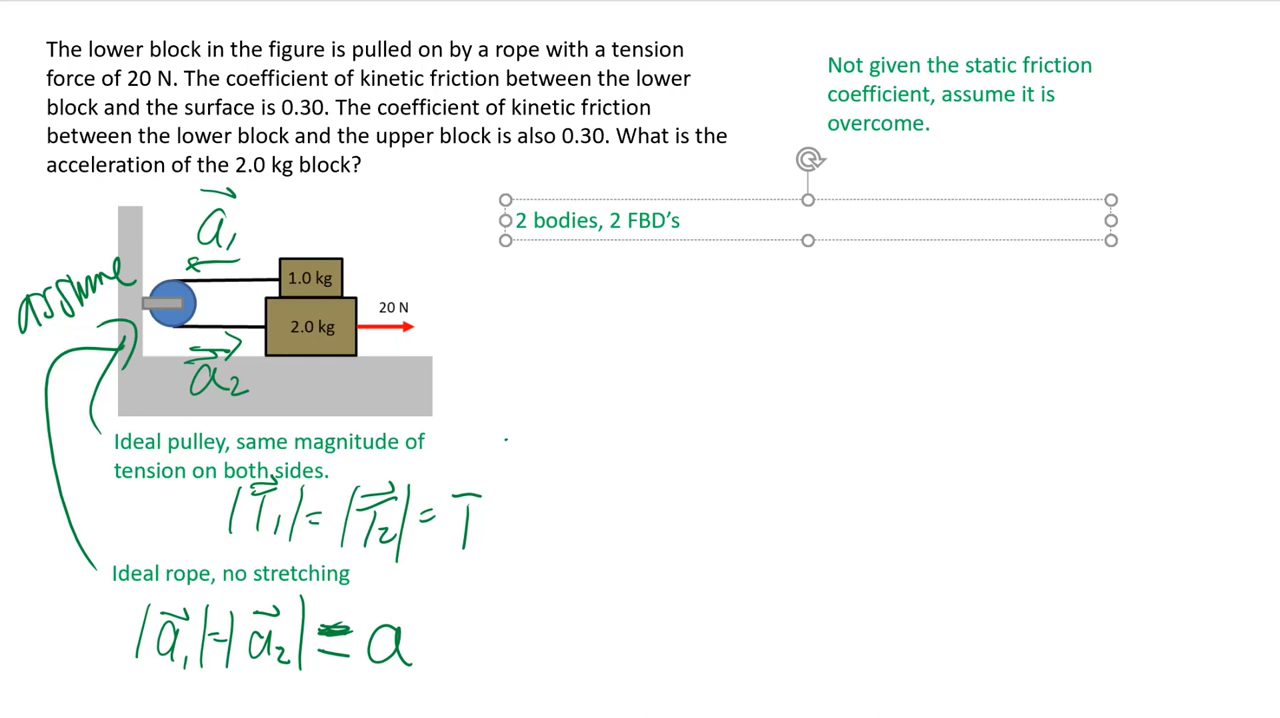 The lower block in the figure is pulled on by a rope with a tension
force of 20 N. The coefficient of kinetic friction between the lower
block and the surface is 0.30. The coefficient of kinetic friction
between the lower block and the upper block is also 0.30. What is the
acceleration of the 2.0 kg block?
Not given the static friction
coefficient, assume it is
overcome.
2 bodies, 2 FBD's
a₁
assume
1.0 kg
20 N
2.0 kg
a₂
Ideal pulley, same magnitude of
tension on both sides.
|T⃗₁| = |T⃗₂| = T
Ideal rope, no stretching
|a⃗₁| = |a⃗₂| = a